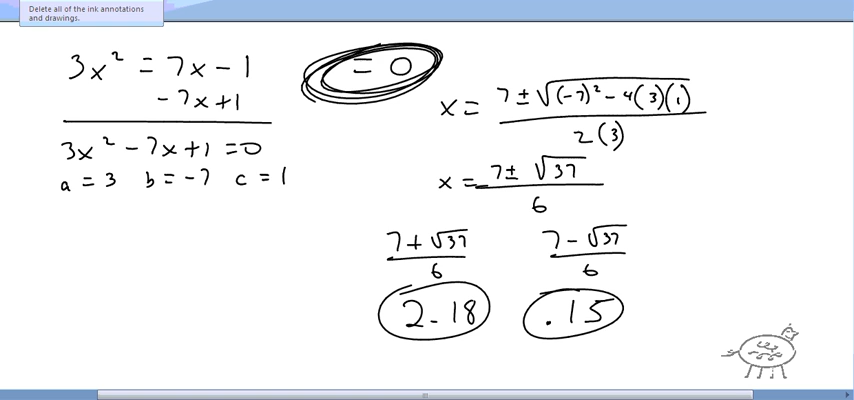 Delete all of the ink annotations
and drawings.
3x² = 7x - 1
- 7x + 1
3x² - 7x + 1 = 0
a = 3 b = -7 c = 1
= 0
x = 7 ± √(-7)² - 4(3)(1)
2(3)
x = 7 ± √37
6
7 + √37
6
7 - √37
6
2.18
.15